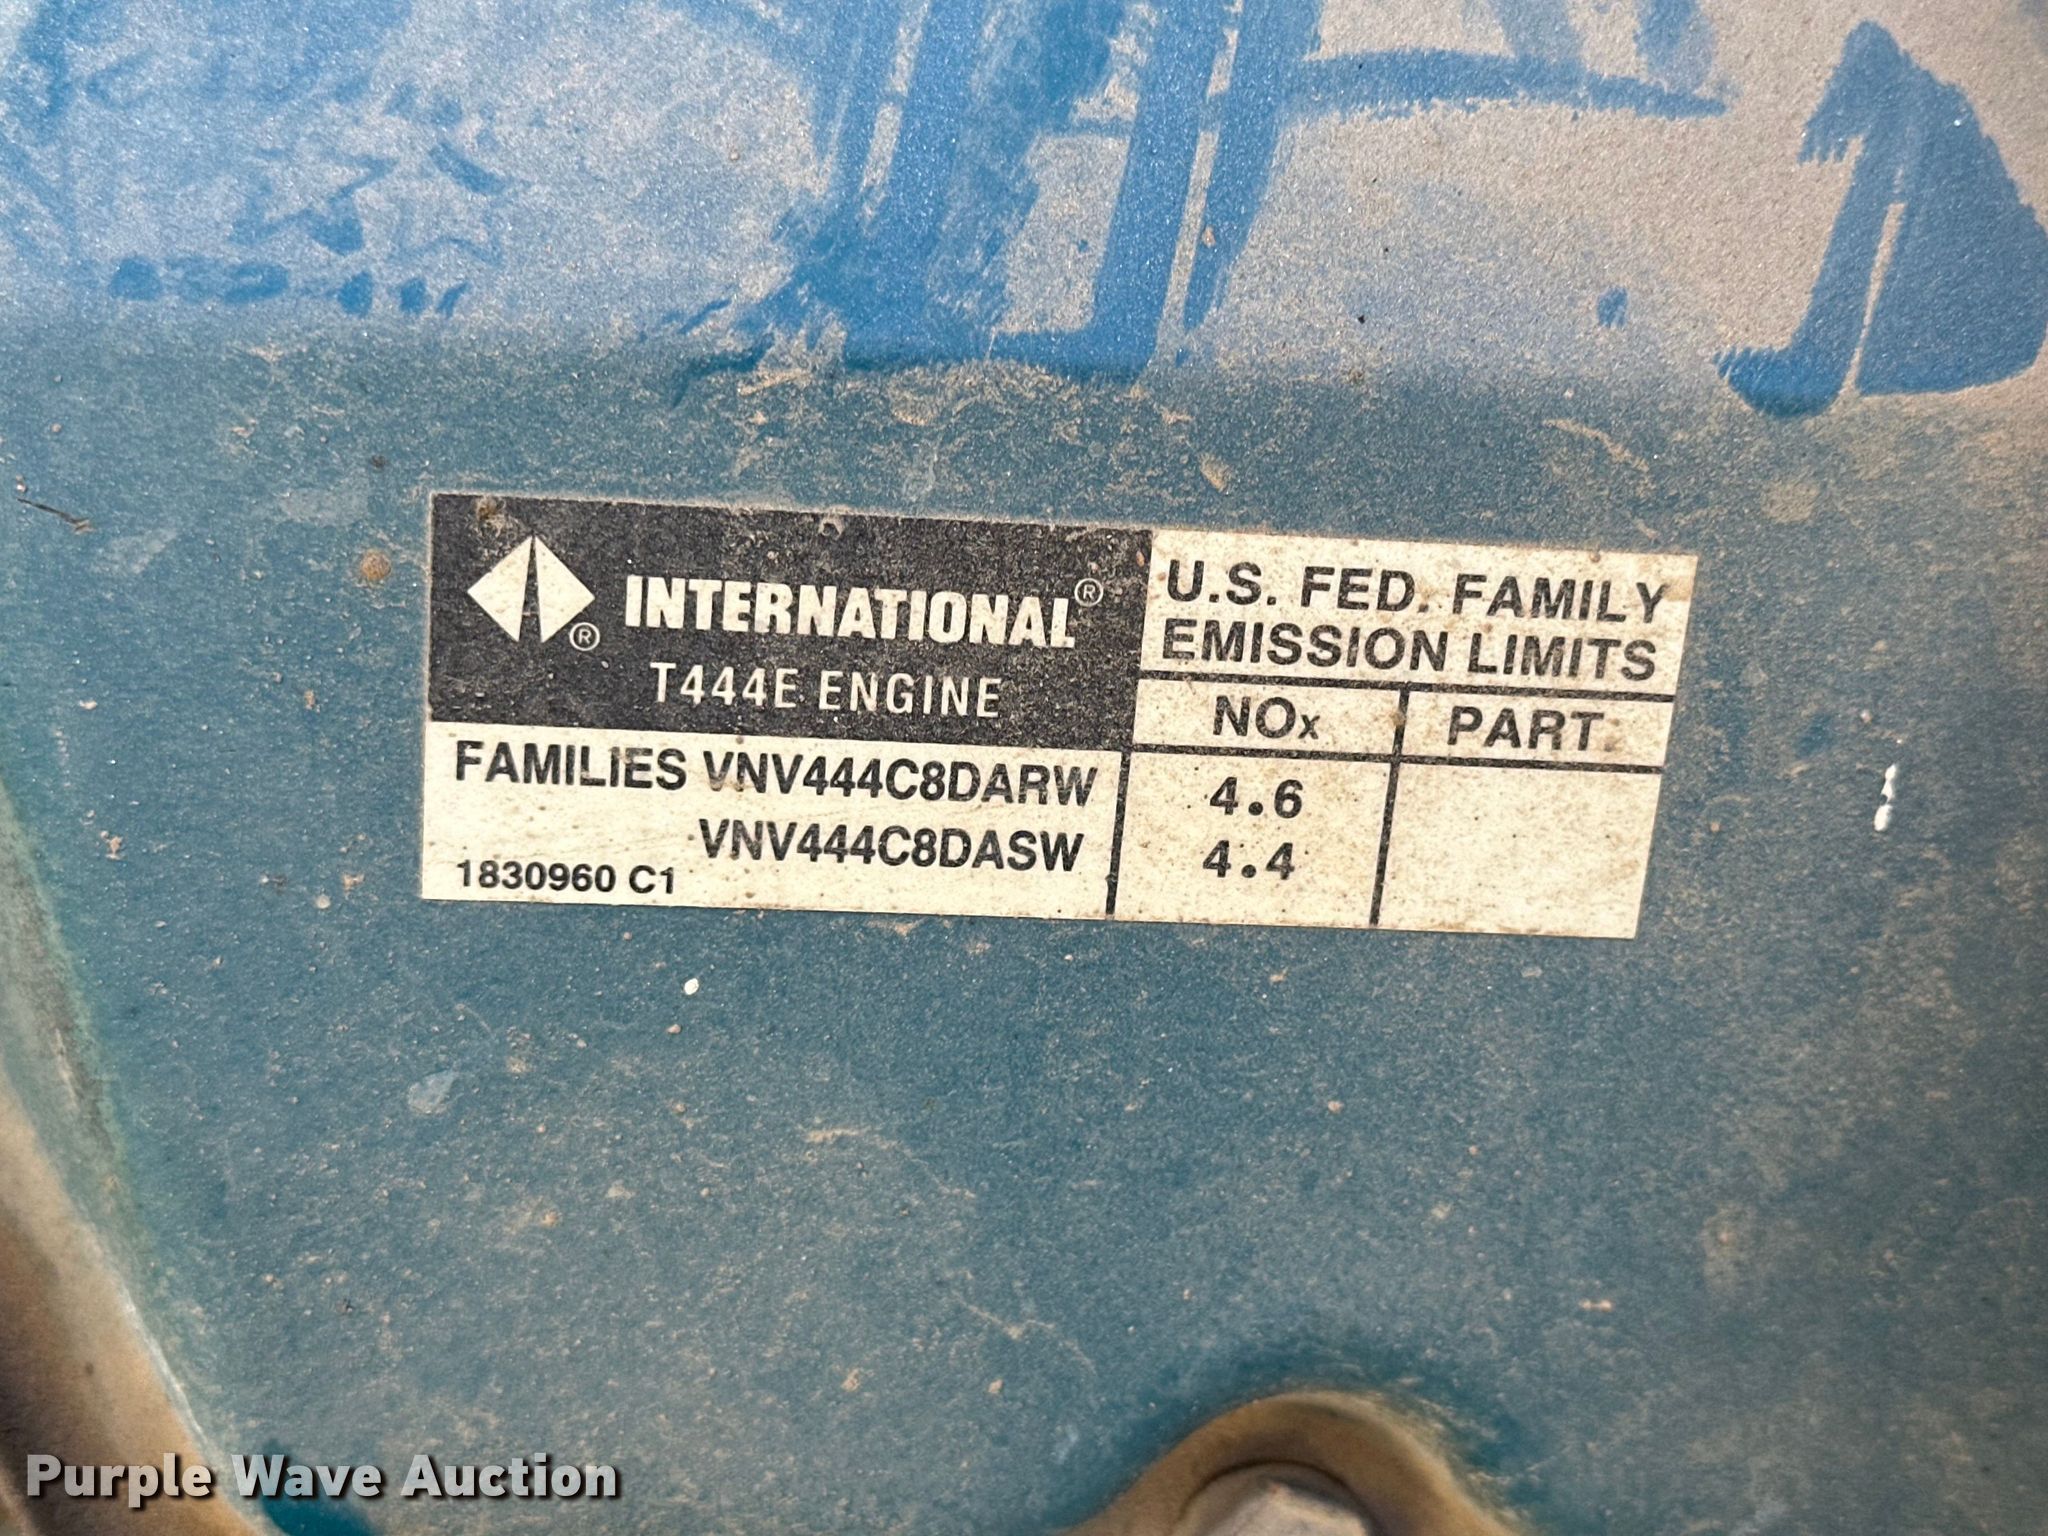 INTERNATIONAL®
®
T444E ENGINE
U.S. FED. FAMILY
EMISSION LIMITS
NOx PART.
FAMILIES VNV444C8DARW 4.6
VNV444C8DASW 4.4
1830960 C1
Purple Wave Auction